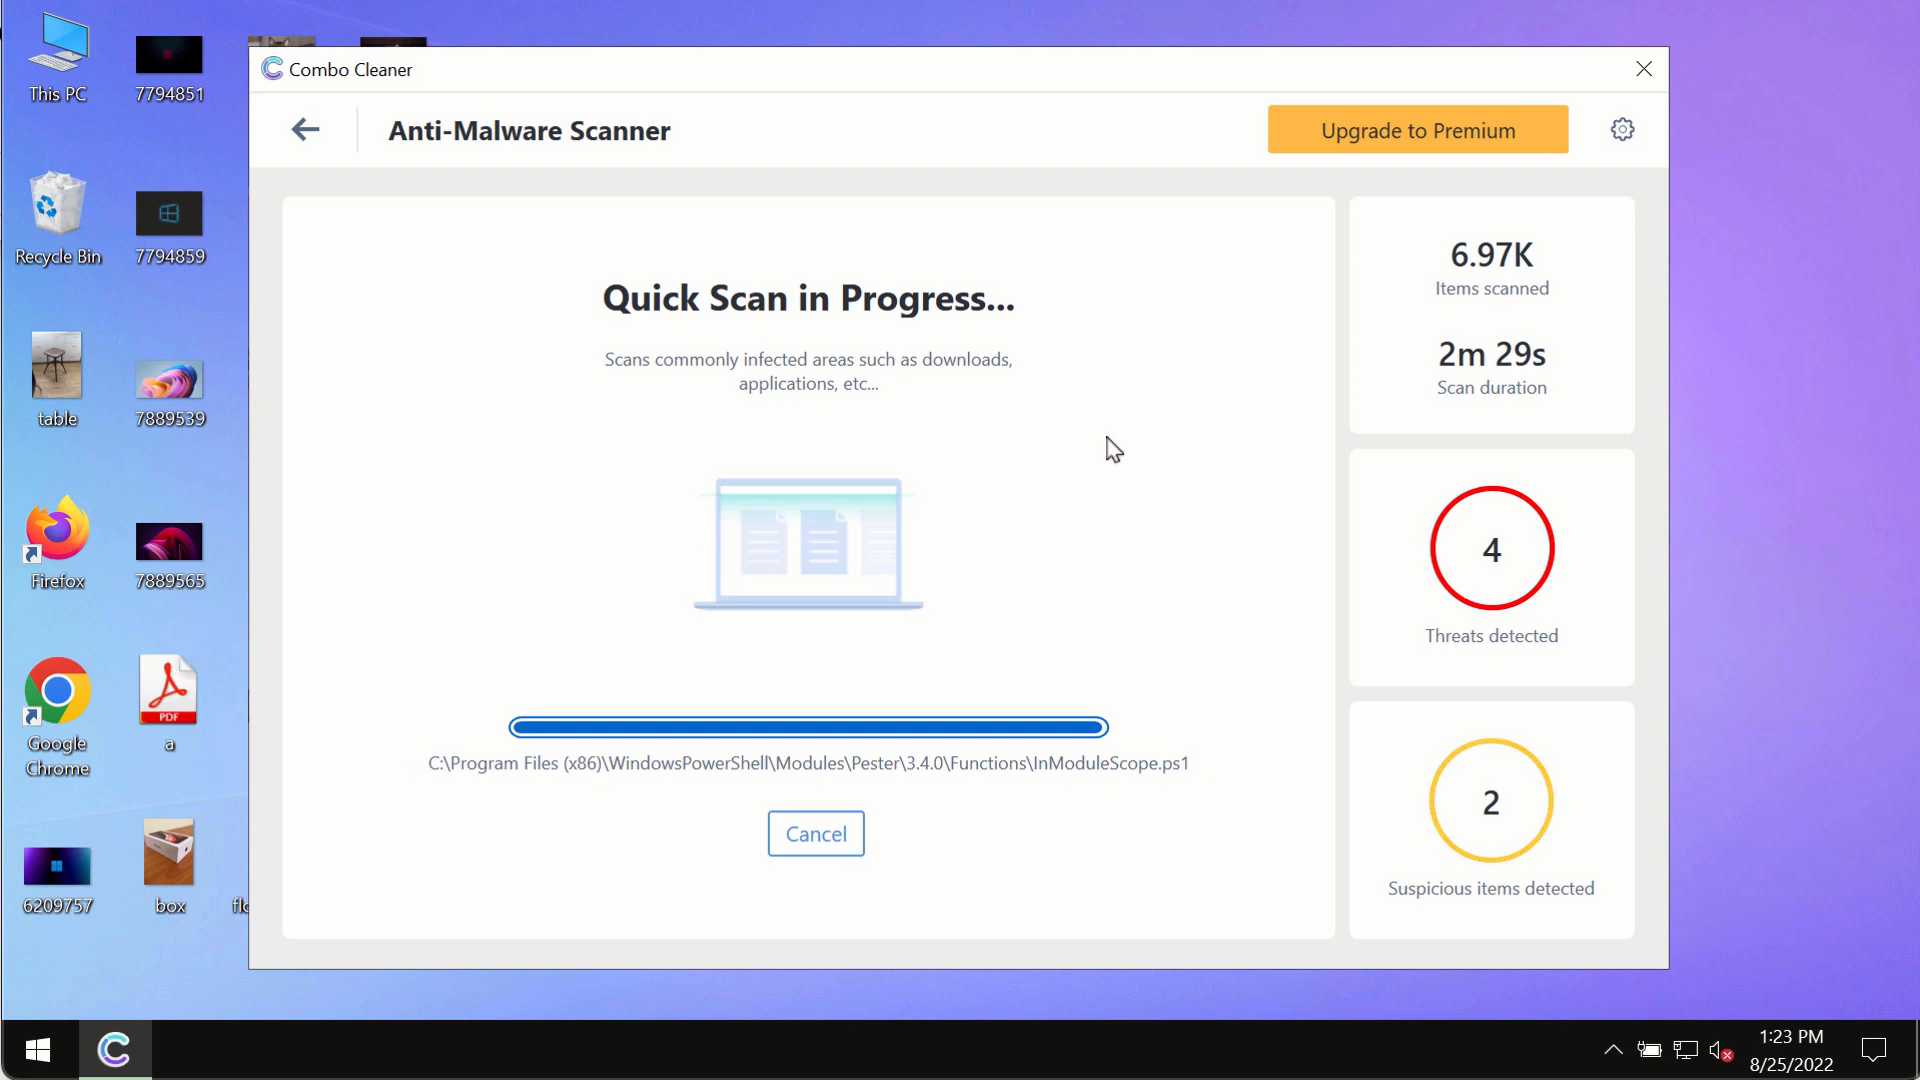 This PC
7794851
Recycle Bin
7794859
table
7889539
Firefox
7889565
Google
Chrome
PDF
a
6209757
box
Combo Cleaner
Anti-Malware Scanner
Upgrade to Premium
Quick Scan in Progress...
Scans commonly infected areas such as downloads,
applications, etc...
C:\Program Files (x86)\WindowsPowerShell\Modules\Pester\3.4.0\Functions\InModuleScope.ps1
Cancel
6.97K
Items scanned
2m 29s
Scan duration
4
Threats detected
2
Suspicious items detected
1:23 PM
8/25/2022